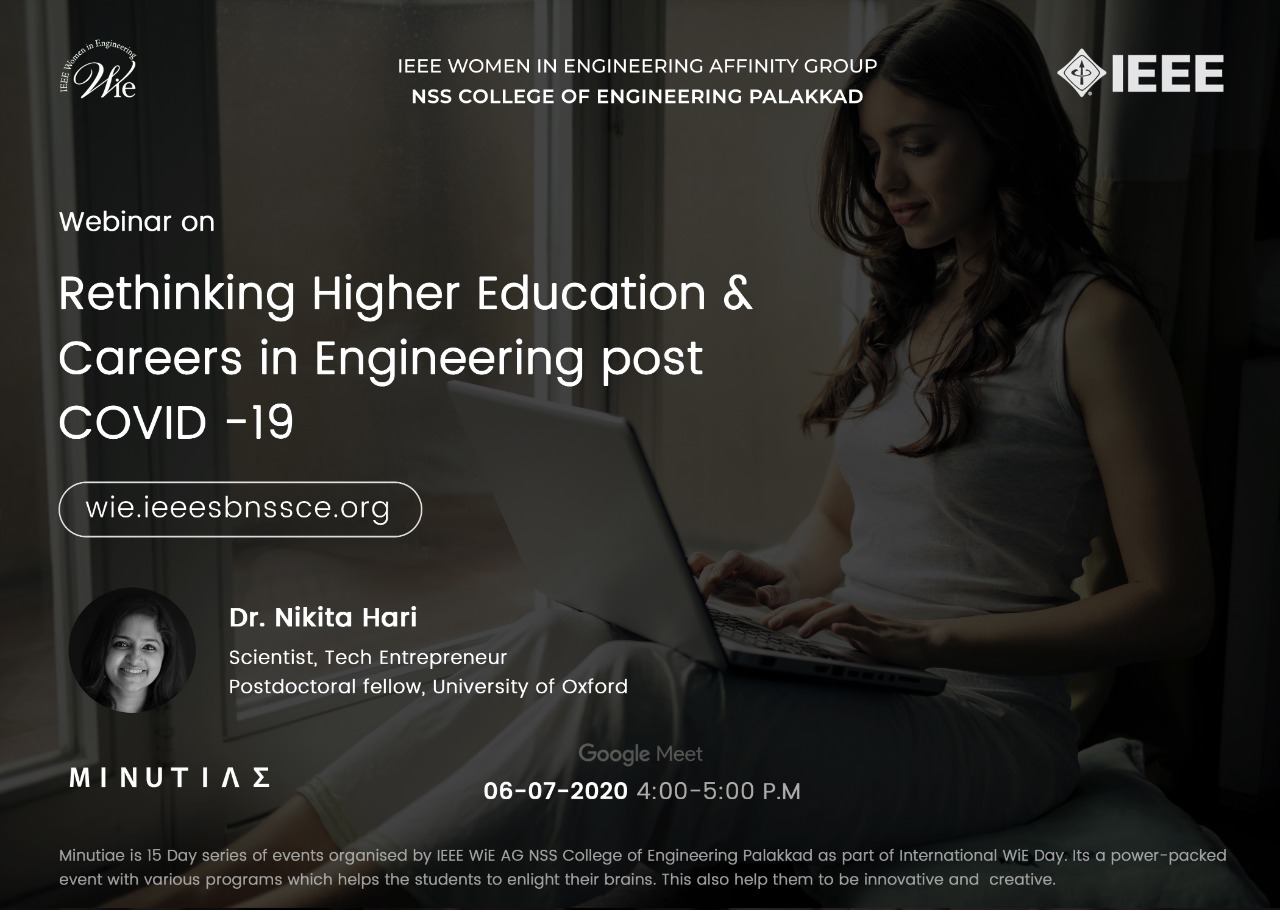 IEEE Women in Engineering
WiE
IEEE WOMEN IN ENGINEERING AFFINITY GROUP
NSS COLLEGE OF ENGINEERING PALAKKAD
IEEE
Webinar on
Rethinking Higher Education &
Careers in Engineering post
COVID -19
wie.ieeesbnssce.org
Dr. Nikita Hari
Scientist, Tech Entrepreneur
Postdoctoral fellow, University of Oxford
Google Meet
MINUTIΛΣ
06-07-2020 4:00-5:00 P.M
Minutiae is 15 Day series of events organised by IEEE WiE AG NSS College of Engineering Palakkad as part of International WiE Day. Its a power-packed
event with various programs which helps the students to enlight their brains. This also help them to be innovative and  creative.